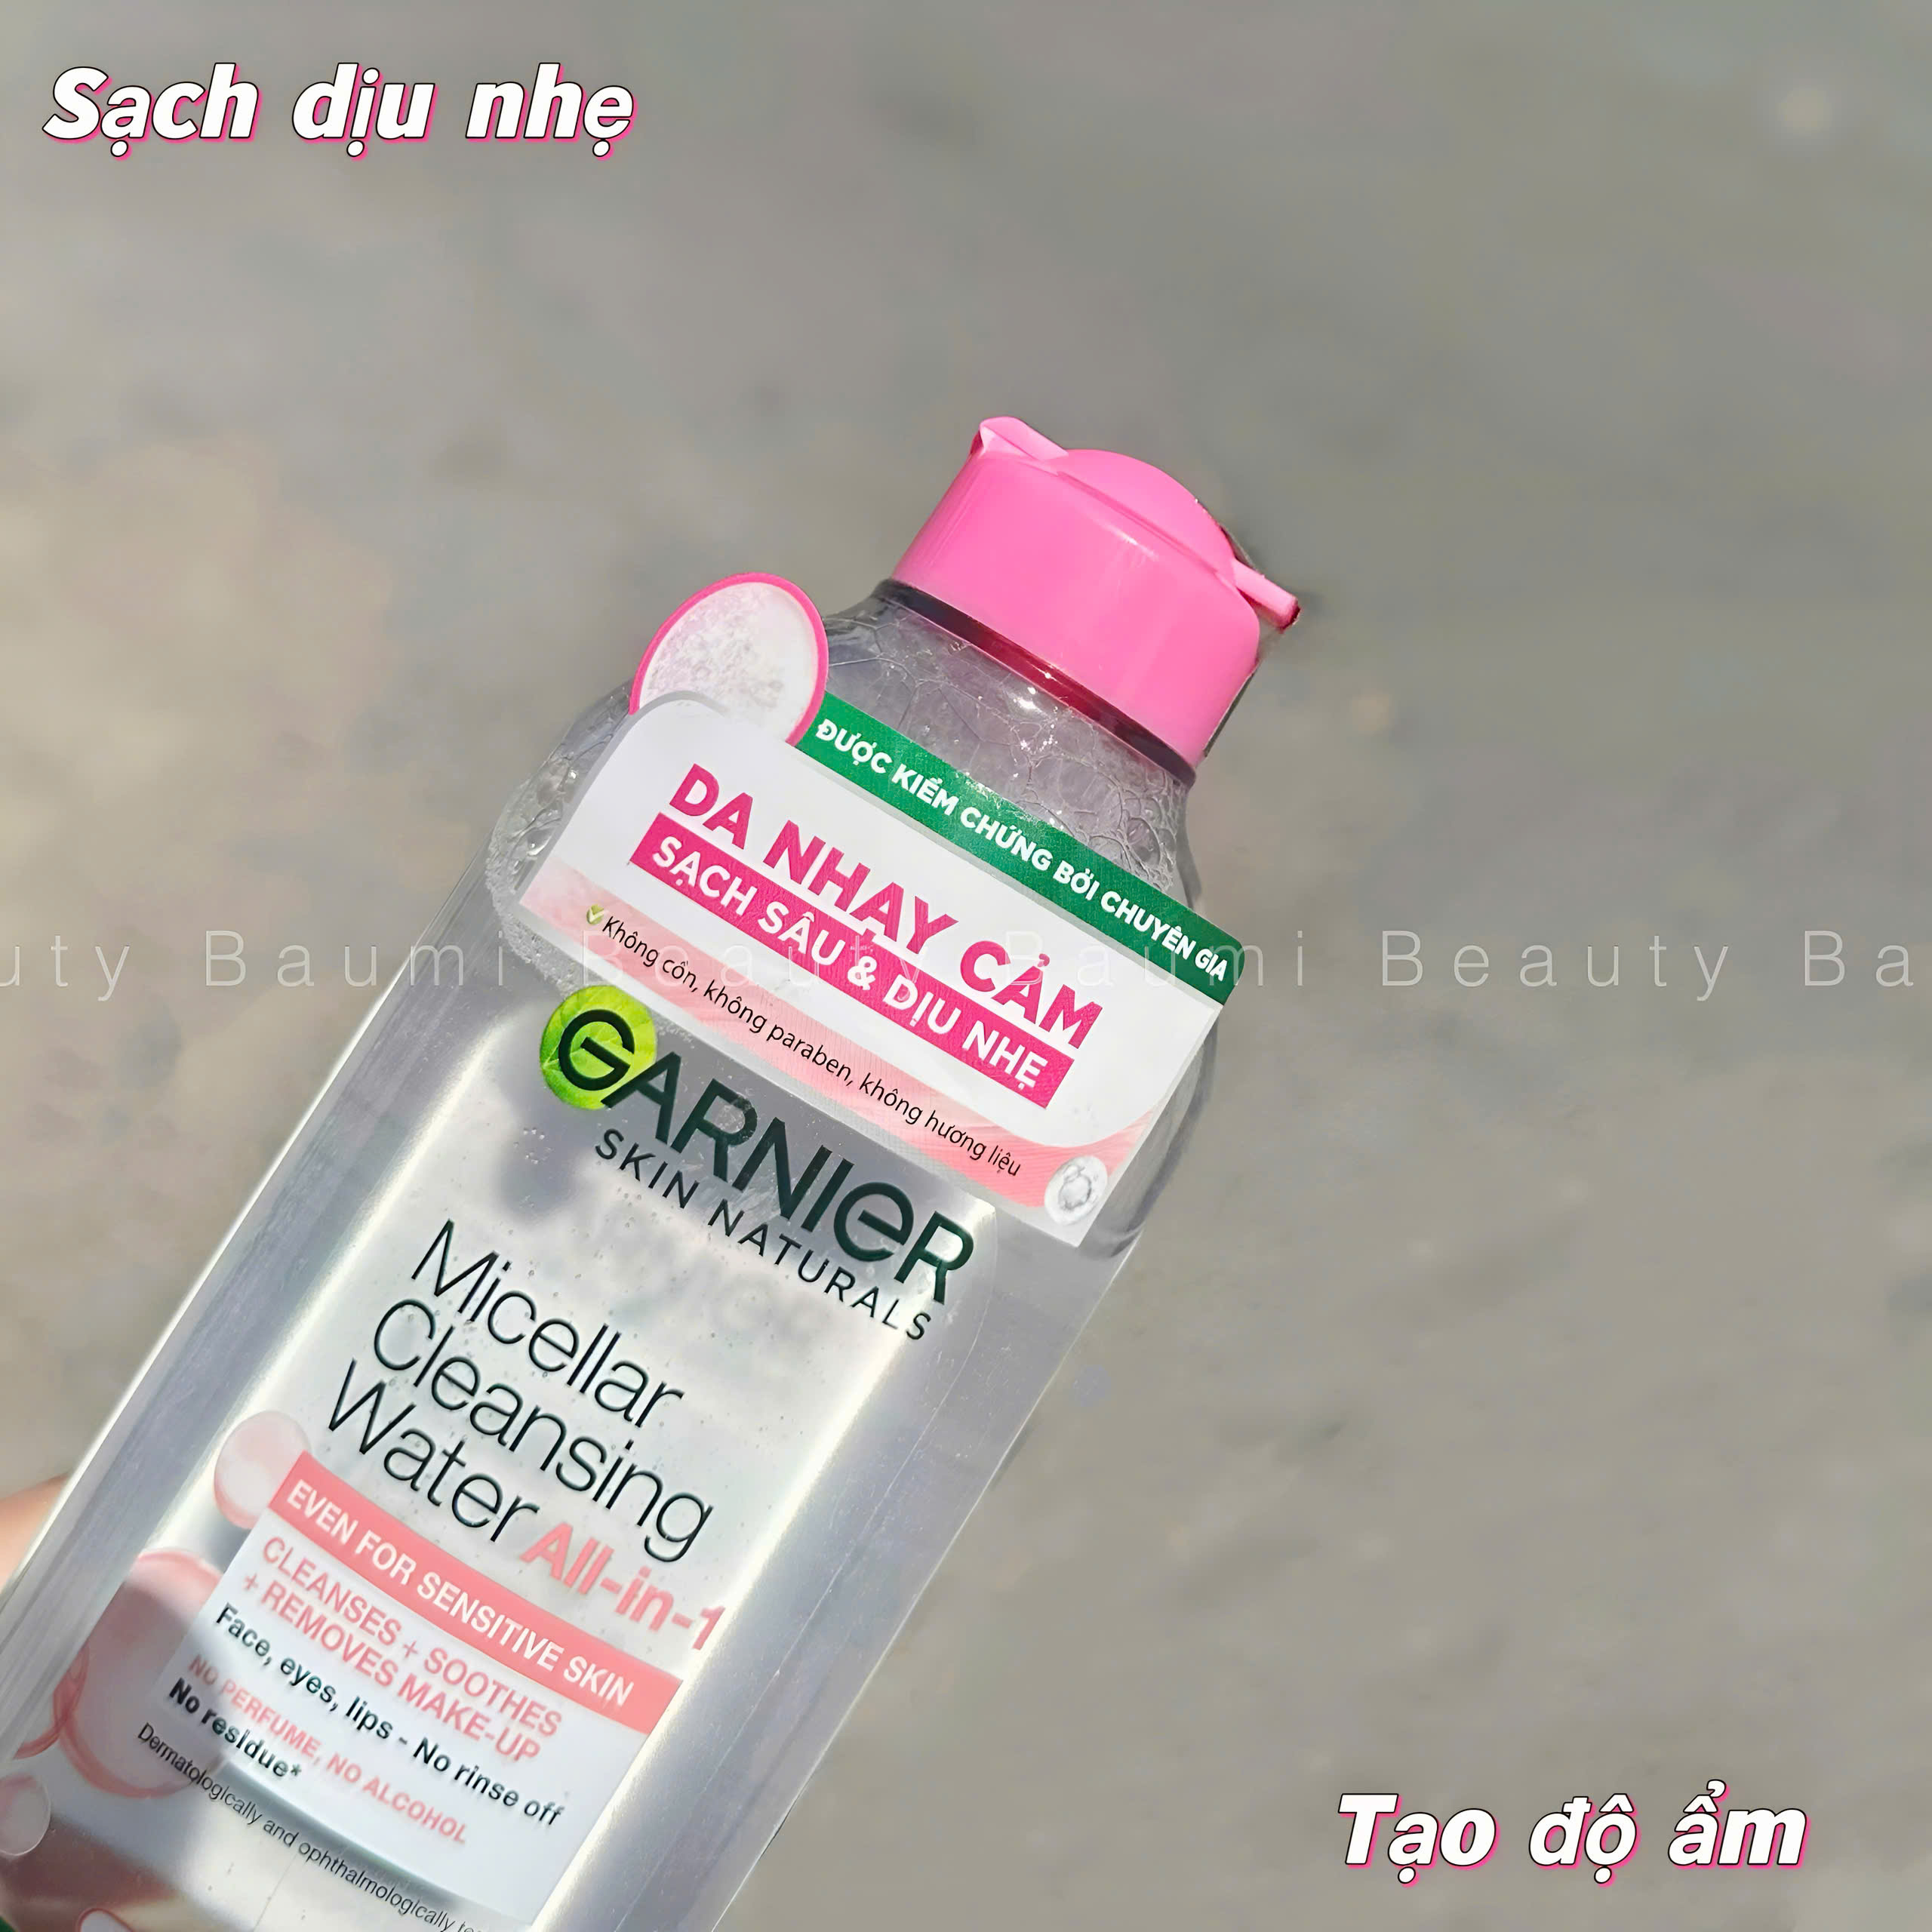 Sạch dịu nhẹ
ĐƯỢC KIỂM CHỨNG BỞI CHUYÊN GIA
DA NHẠY CẢM
SẠCH SÂU & DỊU NHẸ
Không cồn, không paraben, không hương liệu
Baumi Beauty Baumi Beauty
GARNIER
SKIN NATURALS
Micellar
Cleansing
Water All-in-1
EVEN FOR SENSITIVE SKIN
CLEANSES + SOOTHES
+ REMOVES MAKE-UP
Face, eyes, lips - No rinse off
NO PERFUME, NO ALCOHOL
No residue*
Dermatologically and ophthalmologically
Tạo độ ẩm